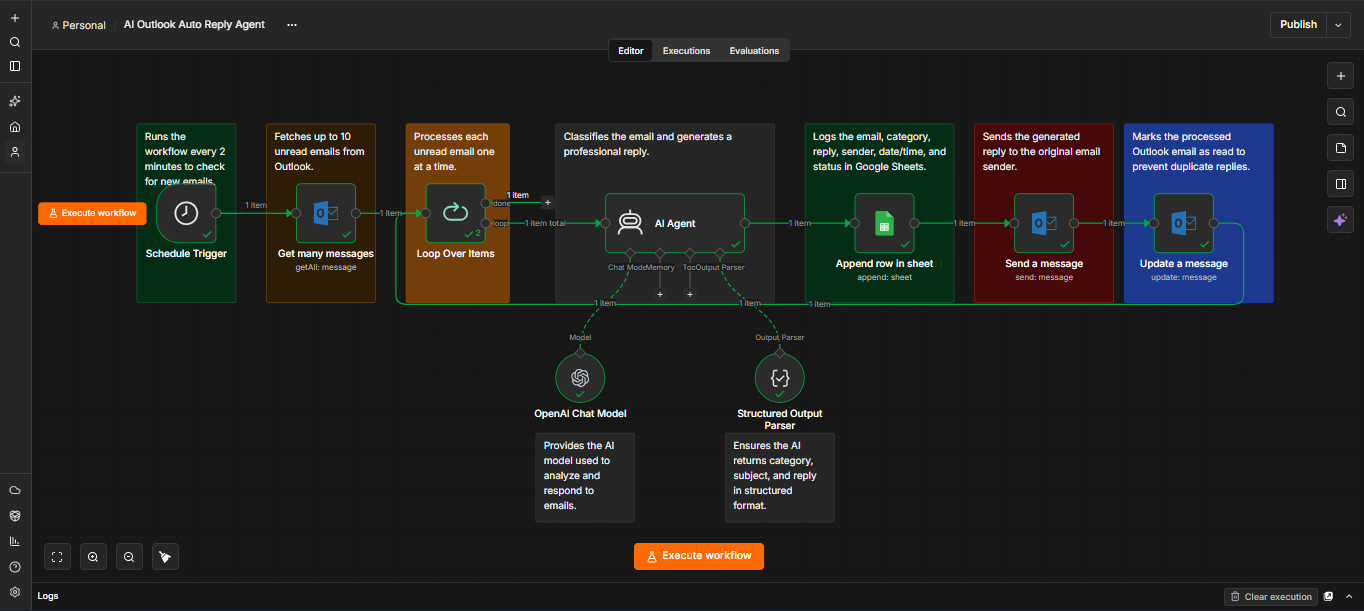 Personal / AI Outlook Auto Reply Agent
Publish
Editor Executions Evaluations
Runs the
workflow every 2
minutes to check
for new emails.
Fetches up to 10
unread emails from
Outlook.
Processes each
unread email one
at a time.
Classifies the email and generates a
professional reply.
Logs the email, category,
reply, sender, date/time, and
status in Google Sheets.
Sends the generated
reply to the original email
sender.
Marks the processed
Outlook email as read to
prevent duplicate replies.
Execute workflow
Schedule Trigger
1 item
Get many messages
getAll: message
1 item
Loop Over Items
2
1 item
done
loop
1 item total
AI Agent
Chat Mode
Memory
Too
Output Parser
1 item
Append row in sheet
append: sheet
1 item
Send a message
send: message
1 item
Update a message
update: message
1 item
1 item
1 item
Model
Output Parser
OpenAI Chat Model
Structured Output
Parser
Provides the AI
model used to
analyze and
respond to
emails.
Ensures the AI
returns category,
subject, and reply
in structured
format.
Execute workflow
Logs
Clear execution